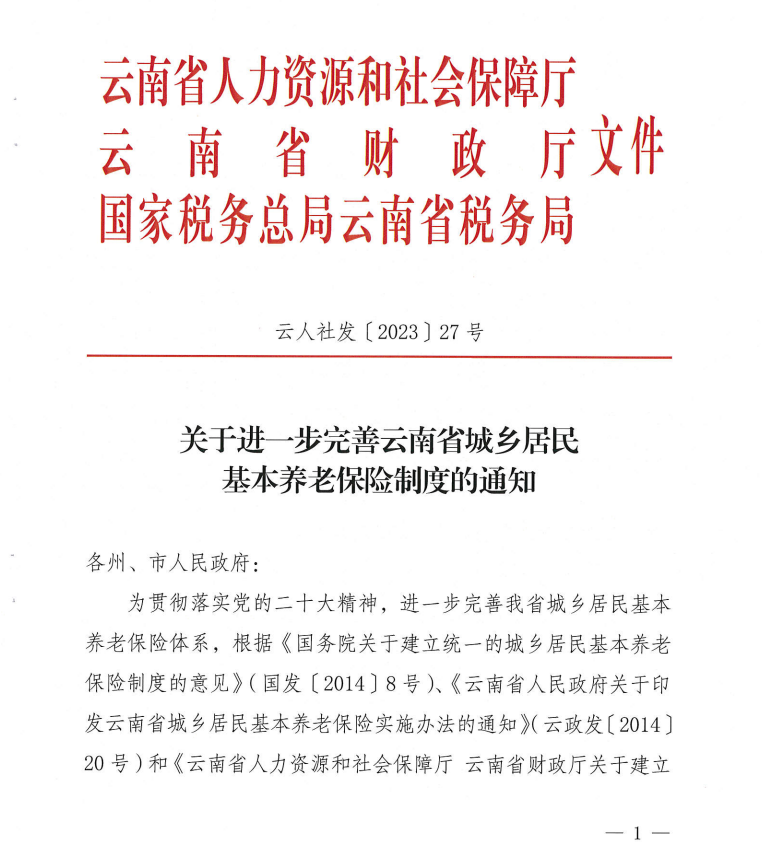 云南省人力资源和社会保障厅
云南省财政厅文件
国家税务总局云南省税务局
云人社发〔2023〕27号
关于进一步完善云南省城乡居民
基本养老保险制度的通知
各州、市人民政府：
为贯彻落实党的二十大精神，进一步完善我省城乡居民基本
养老保险体系，根据《国务院关于建立统一的城乡居民基本养老
保险制度的意见》（国发〔2014〕8号）、《云南省人民政府关于印
发云南省城乡居民基本养老保险实施办法的通知》（云政发〔2014〕
20号）和《云南省人力资源和社会保障厅 云南省财政厅关于建立
— 1 —